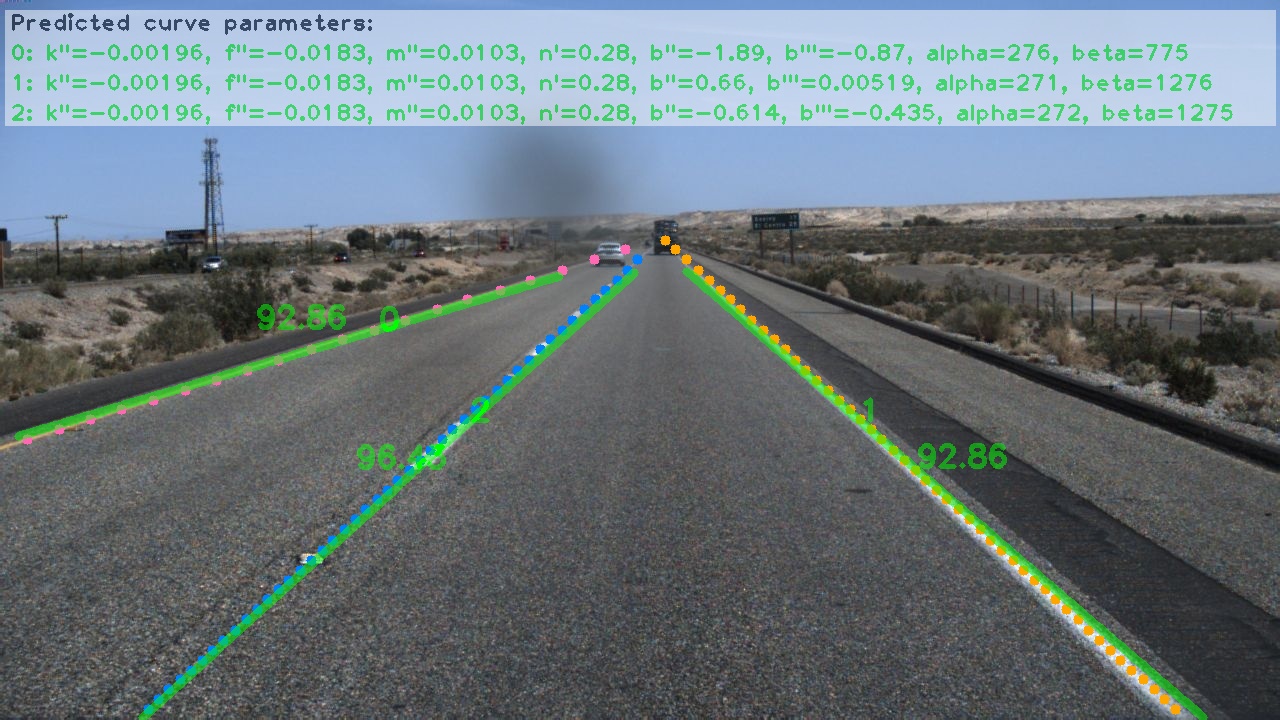 Predicted curve parameters:
0: k''=-0.00196, f''=-0.0183, m''=0.0103, n'=0.28, b''=-1.89, b'''=-0.87, alpha=276, beta=775
1: k''=-0.00196, f''=-0.0183, m''=0.0103, n'=0.28, b''=0.66, b'''=0.00519, alpha=271, beta=1276
2: k''=-0.00196, f''=-0.0183, m''=0.0103, n'=0.28, b''=-0.614, b'''=-0.435, alpha=272, beta=1275
92.86 0
2 1
92.86